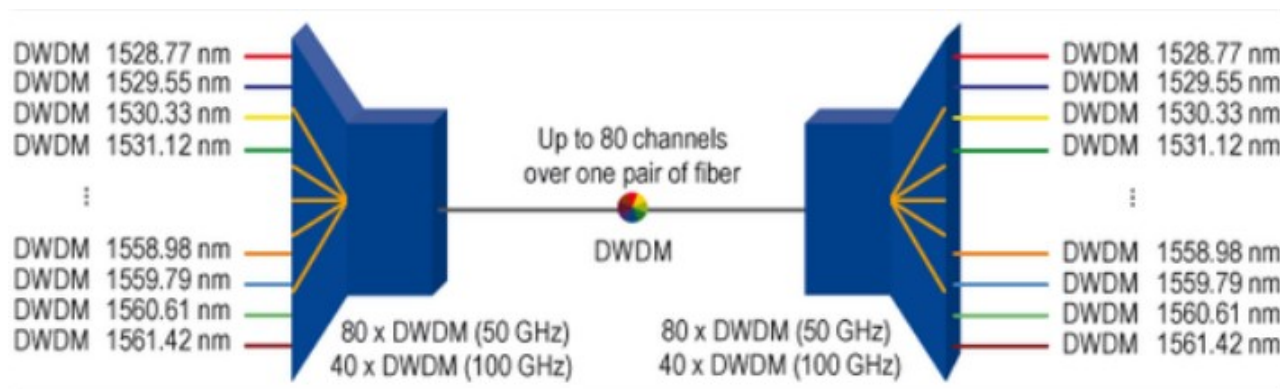 DWDM 1528.77 nm
DWDM 1529.55 nm
DWDM 1530.33 nm
DWDM 1531.12 nm
⋮
DWDM 1558.98 nm
DWDM 1559.79 nm
DWDM 1560.61 nm
DWDM 1561.42 nm
80 x DWDM (50 GHz)
40 x DWDM (100 GHz)
Up to 80 channels
over one pair of fiber
DWDM
80 x DWDM (50 GHz)
40 x DWDM (100 GHz)
DWDM 1528.77 nm
DWDM 1529.55 nm
DWDM 1530.33 nm
DWDM 1531.12 nm
⋮
DWDM 1558.98 nm
DWDM 1559.79 nm
DWDM 1560.61 nm
DWDM 1561.42 nm